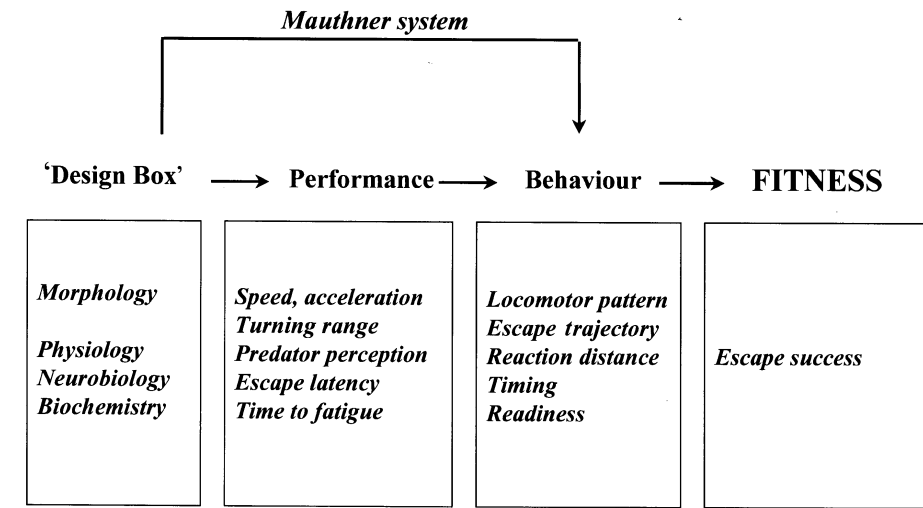 Mauthner system
‘Design Box’ Performance Behaviour FITNESS
Morphology
Physiology
Neurobiology
Biochemistry
Speed, acceleration
Turning range
Predator perception
Escape latency
Time to fatigue
Locomotor pattern
Escape trajectory
Reaction distance
Timing
Readiness
Escape success